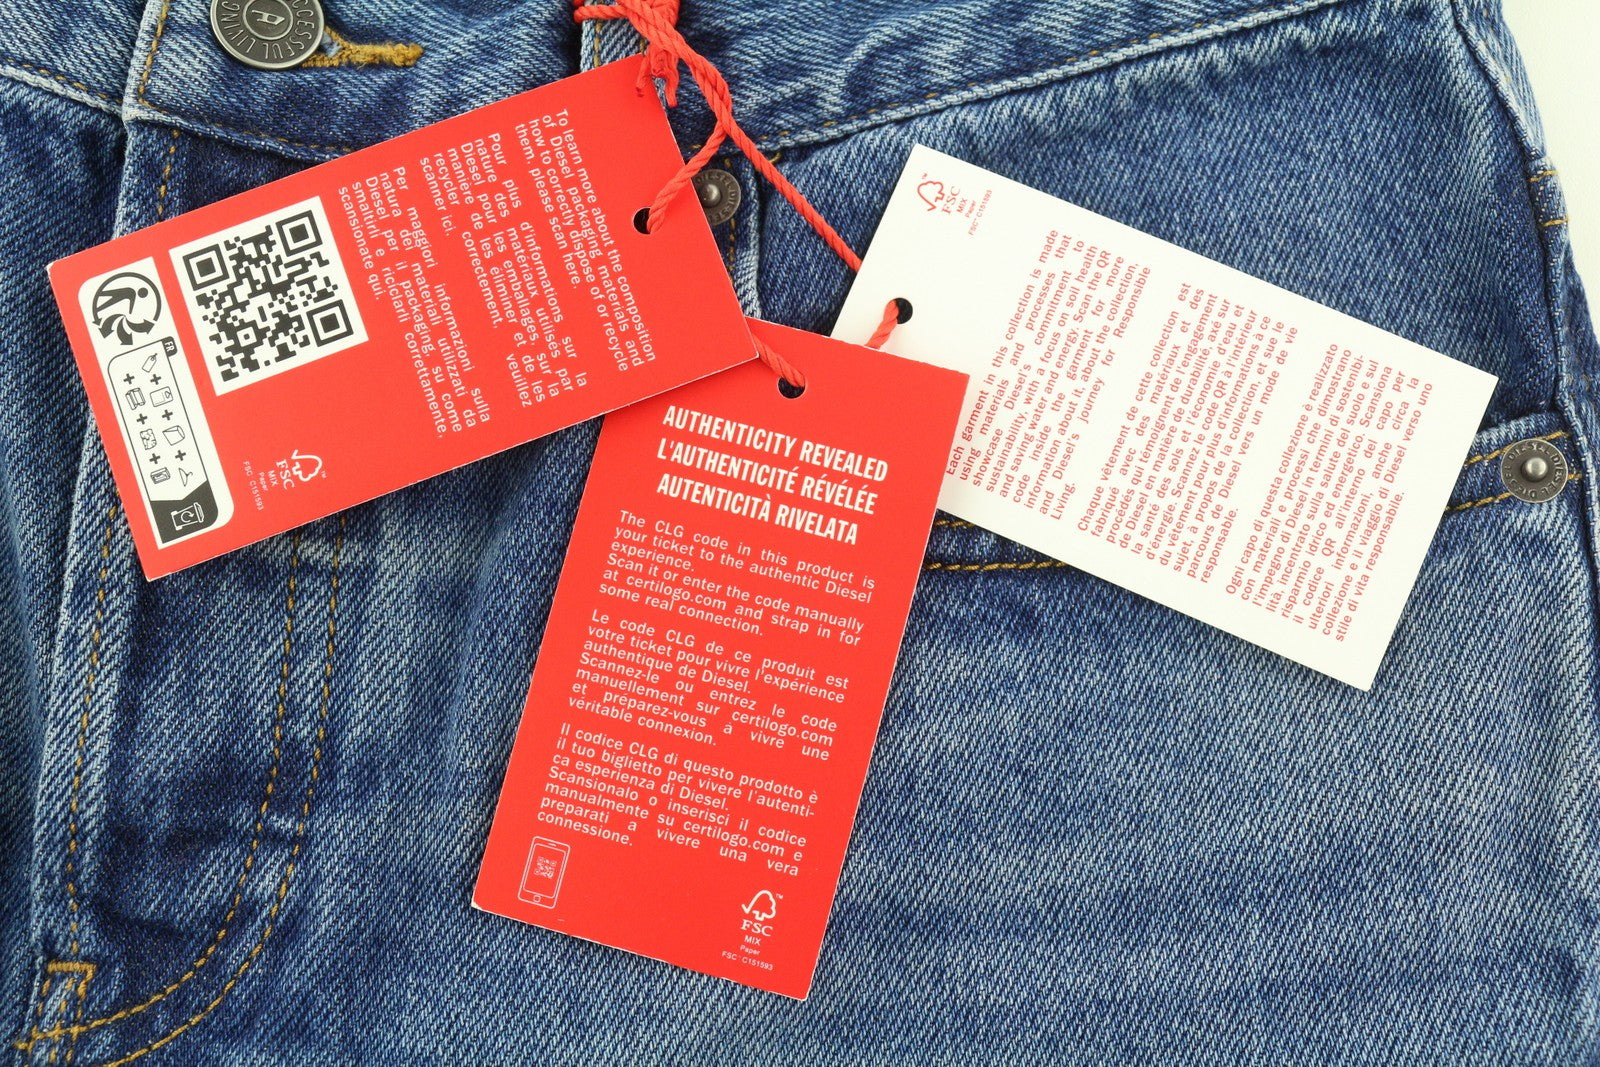 CCESSFUL LIVING
To learn more about the composition
of Diesel packaging materials and
how to correctly dispose of or recycle
them, please scan here.
Pour plus d'informations sur la
nature des matériaux utilisés par
Diesel pour les emballages, sur la
manière de les éliminer et de les
recycler correctement, veuillez
scanner ici.
Per maggiori informazioni sulla
natura dei materiali utilizzati da
Diesel per il packaging, su come
smaltirli e riciclarli correttamente,
scansionate qui.
FR
FSC™
MIX
Paper
FSC® C151593
AUTHENTICITY REVEALED
L'AUTHENTICITÉ RÉVÉLÉE
AUTENTICITÀ RIVELATA
The CLG code in this product is
your ticket to the authentic Diesel
experience.
Scan it or enter the code manually
at certilogo.com and strap in for
some real connection.
Le code CLG de ce produit est
votre ticket pour vivre l'expérience
authentique de Diesel.
Scannez-le ou entrez le code
manuellement sur certilogo.com
et préparez-vous à vivre une
véritable connexion.
Il codice CLG di questo prodotto è
il tuo biglietto per vivere l'autenti-
ca esperienza di Diesel.
Scansionalo o inserisci il codice
manualmente su certilogo.com e
preparati a vivere una vera
connessione.
FSC™
MIX
Paper
FSC® C151593
FSC™
MIX
Paper
FSC® C151593
Each garment in this collection is made
using materials and processes that
showcase Diesel's commitment to
sustainability, with a focus on soil health
and saving water and energy. Scan the QR
code inside the garment for more
information about it, about the collection,
and Diesel's journey for Responsible
Living.
Chaque vêtement de cette collection est
fabriqué avec des matériaux et des
procédés qui témoignent de l'engagement
de Diesel en matière de durabilité, axé sur
la santé des sols et l'économie d'eau et
d'énergie. Scannez le code QR à l'intérieur
du vêtement pour plus d'informations à ce
sujet, à propos de la collection, et sue le
parcours de Diesel vers un mode de vie
responsable.
Ogni capo di questa collezione è realizzato
con materiali e processi che dimostrano
l'impegno di Diesel in termini di sostenibi-
lità, incentrato sulla salute del suolo e sul
risparmio idrico ed energetico. Scansiona
il codice QR all'interno del capo per
ulteriori informazioni, anche circa la
collezione e il viaggio di Diesel verso uno
stile di vita responsabile.